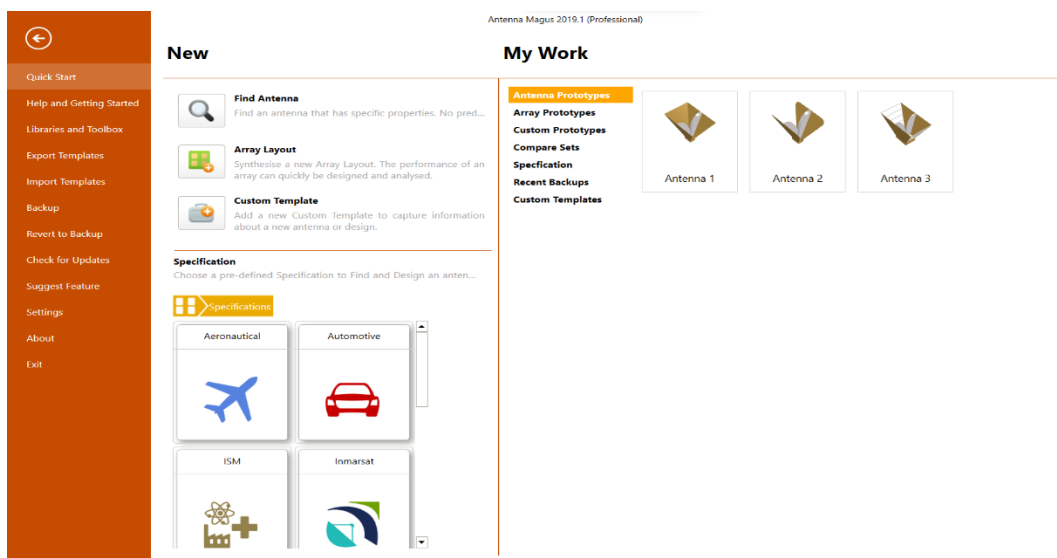 Antenna Magus 2019.1 (Professional)
Quick Start
Help and Getting Started
Libraries and Toolbox
Export Templates
Import Templates
Backup
Revert to Backup
Check for Updates
Suggest Feature
Settings
About
Exit
New
Find Antenna
Find an antenna that has specific properties. No pred...
Array Layout
Synthesise a new Array Layout. The performance of an
array can quickly be designed and analysed.
Custom Template
Add a new Custom Template to capture information
about a new antenna or design.
Specification
Choose a pre-defined Specification to Find and Design an anten...
Specifications
Aeronautical
Automotive
ISM
Inmarsat
My Work
Antenna Prototypes
Array Prototypes
Custom Prototypes
Compare Sets
Specfication
Recent Backups
Custom Templates
Antenna 1
Antenna 2
Antenna 3